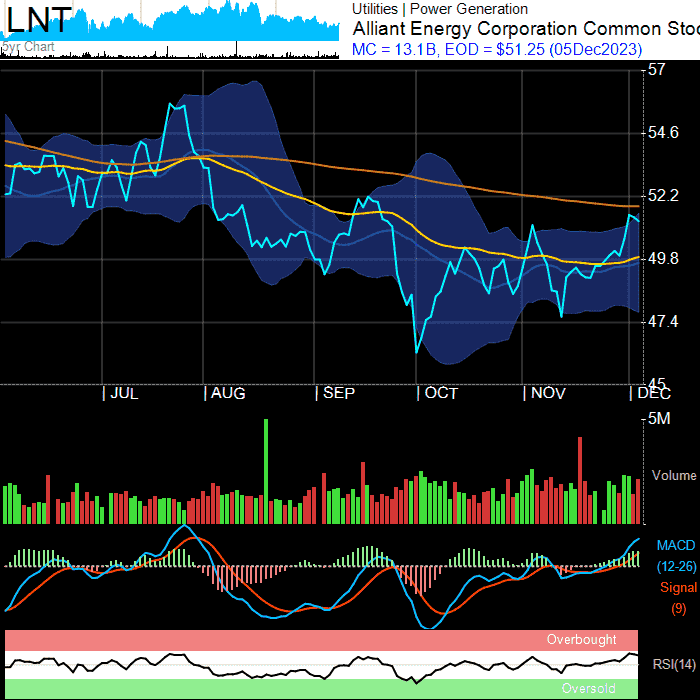 LNT
5yr Chart
Utilities | Power Generation
Alliant Energy Corporation Common Stoc
MC = 13.1B, EOD = $51.25 (05Dec2023)
57
54.6
52.2
49.8
47.4
45
| JUL | AUG | SEP | OCT | NOV | DEC
5M
Volume
MACD
(12-26)
Signal
(9)
Overbought
RSI(14)
Oversold